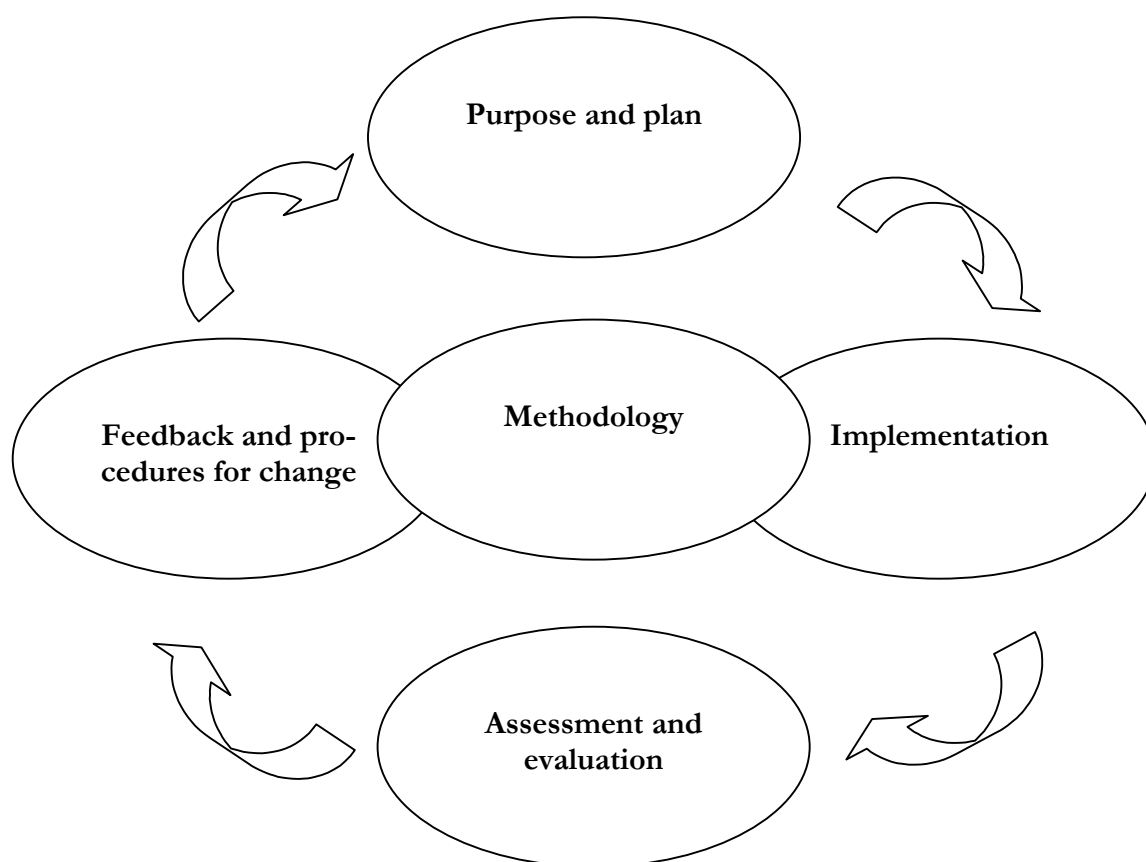 Purpose and plan
Methodology
Feedback and pro-
cedures for change
Implementation
Assessment and
evaluation